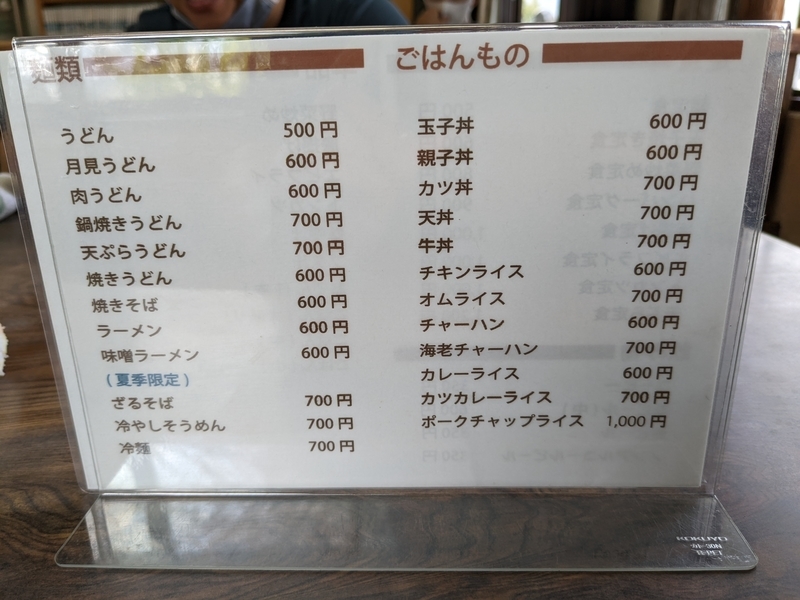 麺類
うどん 500円
月見うどん 600円
肉うどん 600円
鍋焼きうどん 700円
天ぷらうどん 700円
焼きうどん 600円
焼きそば 600円
ラーメン 600円
味噌ラーメン 600円
(夏季限定)
ざるそば 700円
冷やしそうめん 700円
冷麺 700円
ごはんもの
玉子丼 600円
親子丼 600円
カツ丼 700円
天丼 700円
牛丼 700円
チキンライス 600円
オムライス 700円
チャーハン 600円
海老チャーハン 700円
カレーライス 600円
カツカレーライス 700円
ポークチャップライス 1,000円